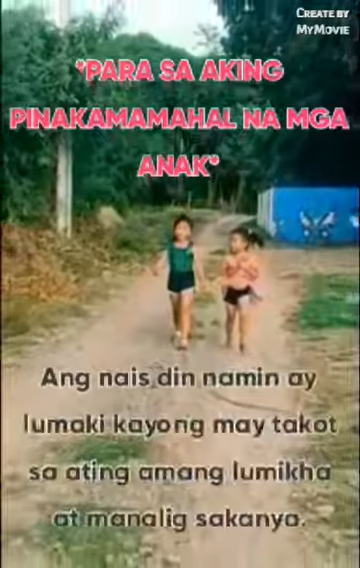 CREATE BY
MYMOVIE
*PARA SA AKING
PINAKAMAMAHAL NA MGA
ANAK*
Ang nais din namin ay
lumaki kayong may takot
sa ating amang lumikha
at manalig sakanya.